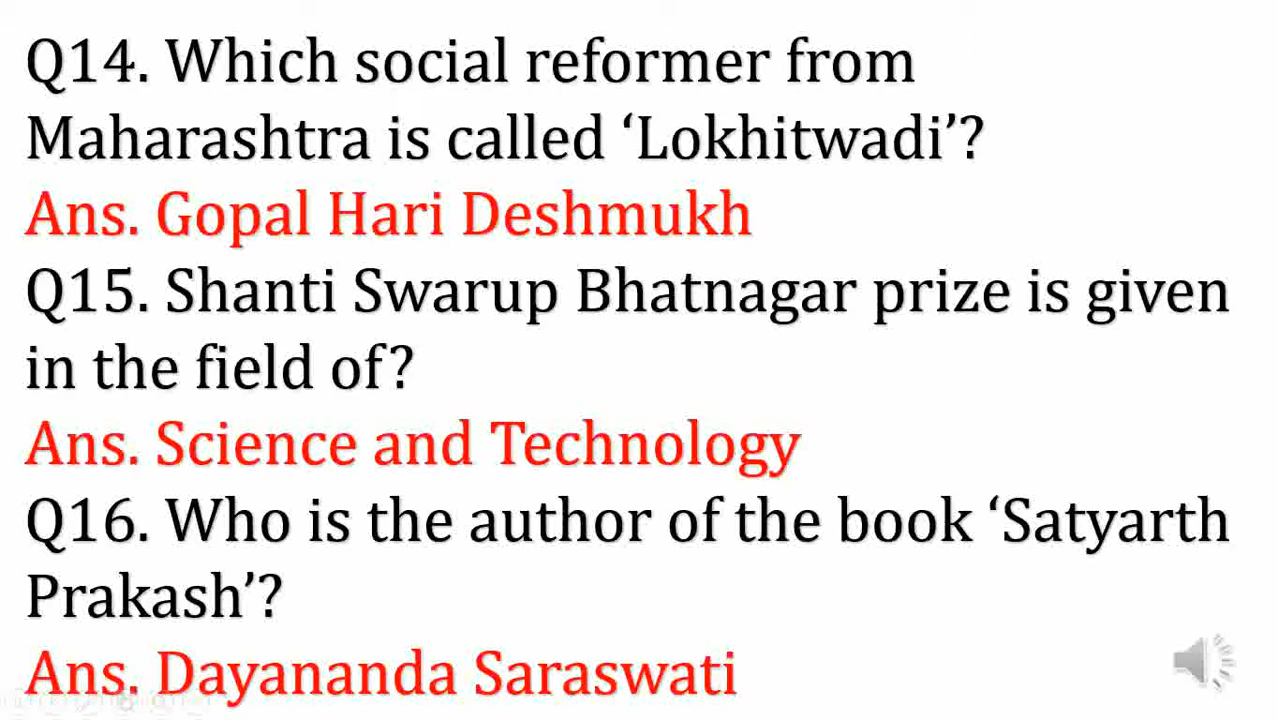 Q14. Which social reformer from
Maharashtra is called ‘Lokhitwadi’?
Ans. Gopal Hari Deshmukh
Q15. Shanti Swarup Bhatnagar prize is given
in the field of?
Ans. Science and Technology
Q16. Who is the author of the book ‘Satyarth
Prakash’?
Ans. Dayananda Saraswati